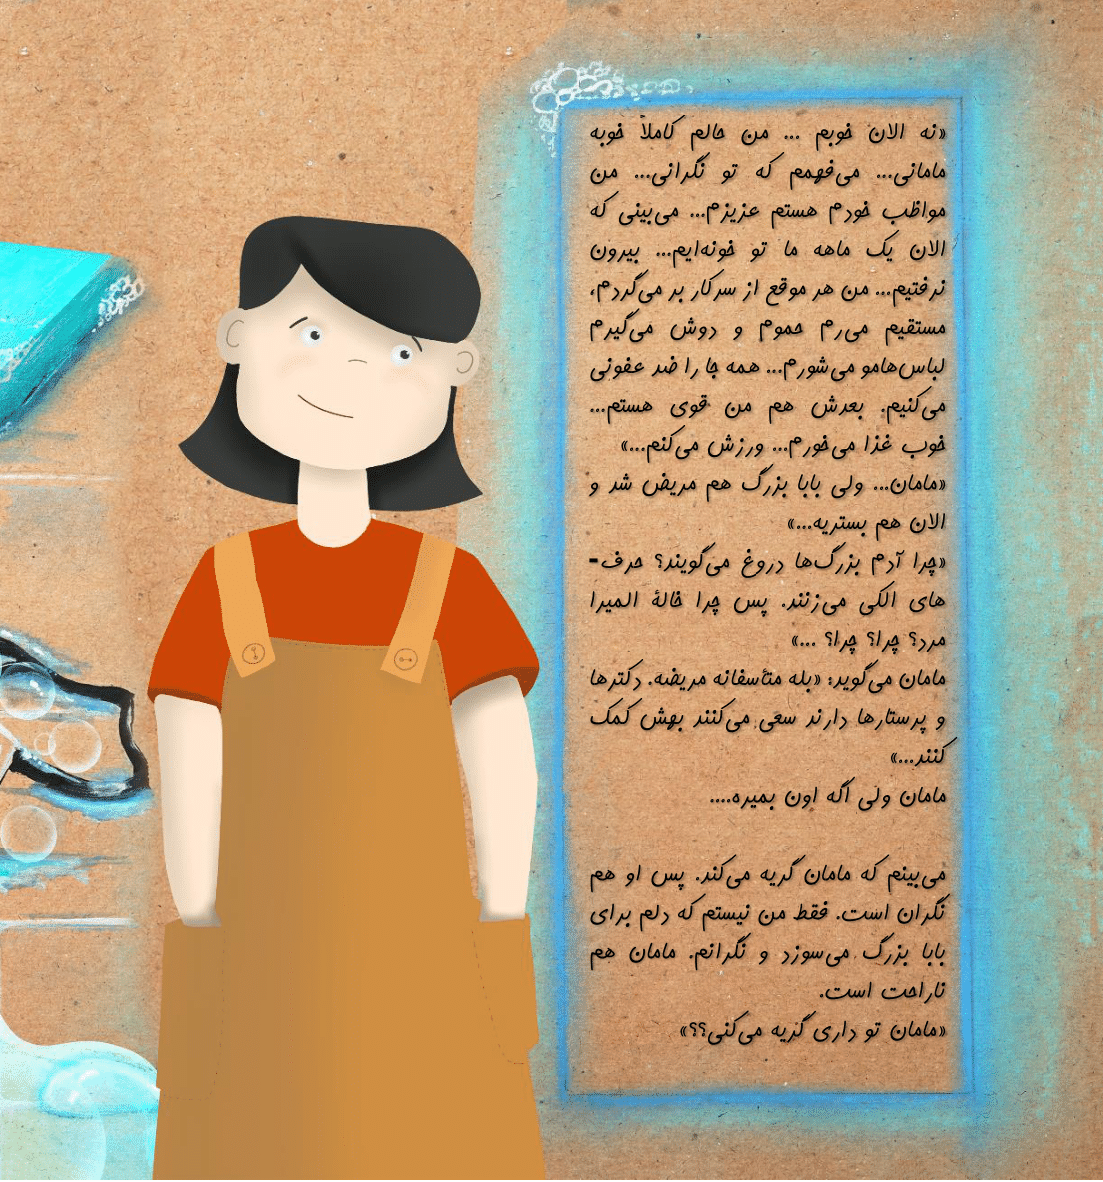 «نه الان خوبم ... من حالم کاملاً خوبه
مامانی... می‌فهمم که تو نگرانی... من
مواظب خودم هستم عزیزم... می‌بینی که
الان یک ماهه ما تو خونه‌ایم... بیرون
نرفتیم... من هر موقع از سرکار بر می‌گردم،
مستقیم می‌رم حموم و دوش می‌گیرم
لباس‌هامو می‌شورم... همه جا را ضد عفونی
می‌کنیم. بعدش هم من قوی هستم...
خوب غذا می‌خورم... ورزش می‌کنم...»
«مامان... ولی بابا بزرگ هم مریض شد و
الان هم بستریه...»
«چرا آدم بزرگ‌ها دروغ می‌گویند؟ حرف-
های الکی می‌زنند. پس چرا خالهٔ المیرا
مرد؟ چرا؟ چرا؟ ...»
مامان می‌گوید: «بله متأسفانه مریضه. دکترها
و پرستارها دارند سعی می‌کنند بهش کمک
کنند...»
مامان ولی اگه اون بمیره....
می‌بینم که مامان گریه می‌کند. پس او هم
نگران است. فقط من نیستم که دلم برای
بابا بزرگ می‌سوزد و نگرانم. مامان هم
ناراحت است.
«مامان تو داری گریه می‌کنی؟؟»